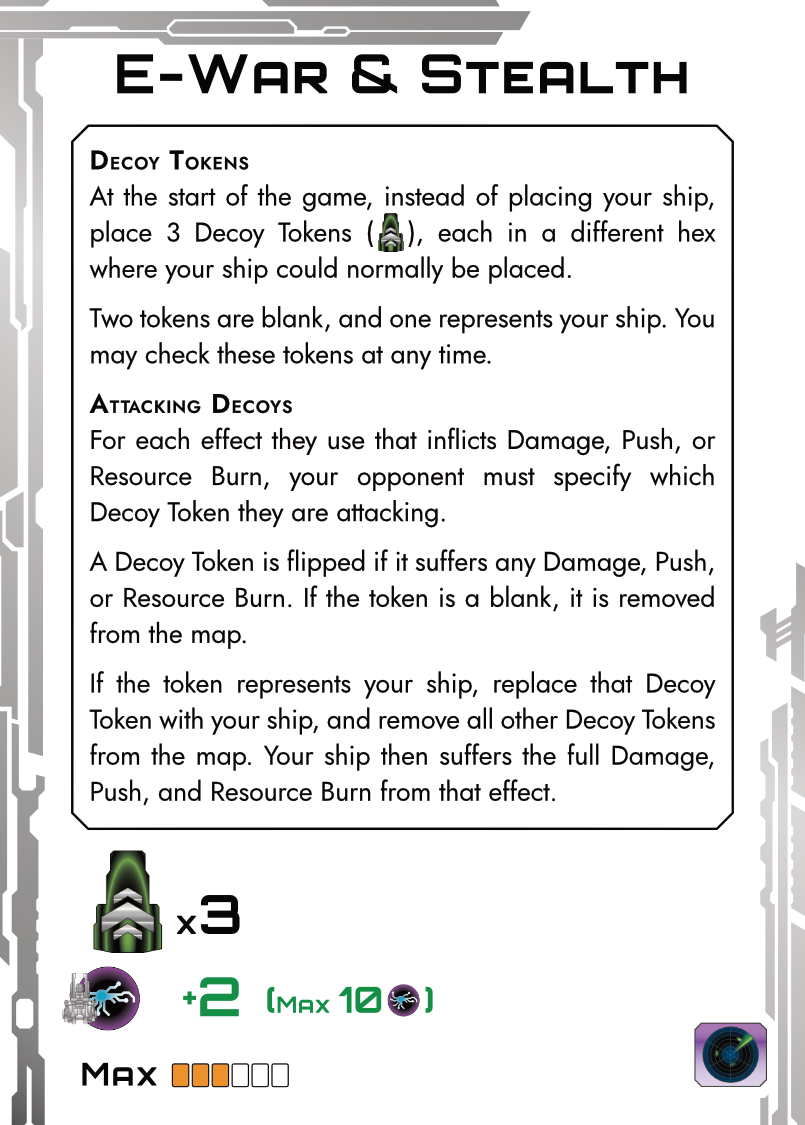 E-War & Stealth
Decoy Tokens
At the start of the game, instead of placing your ship,
place 3 Decoy Tokens ( ), each in a different hex
where your ship could normally be placed.
Two tokens are blank, and one represents your ship. You
may check these tokens at any time.
Attacking Decoys
For each effect they use that inflicts Damage, Push, or
Resource Burn, your opponent must specify which
Decoy Token they are attacking.
A Decoy Token is flipped if it suffers any Damage, Push,
or Resource Burn. If the token is a blank, it is removed
from the map.
If the token represents your ship, replace that Decoy
Token with your ship, and remove all other Decoy Tokens
from the map. Your ship then suffers the full Damage,
Push, and Resource Burn from that effect.
x3
+2 (Max 10 )
Max